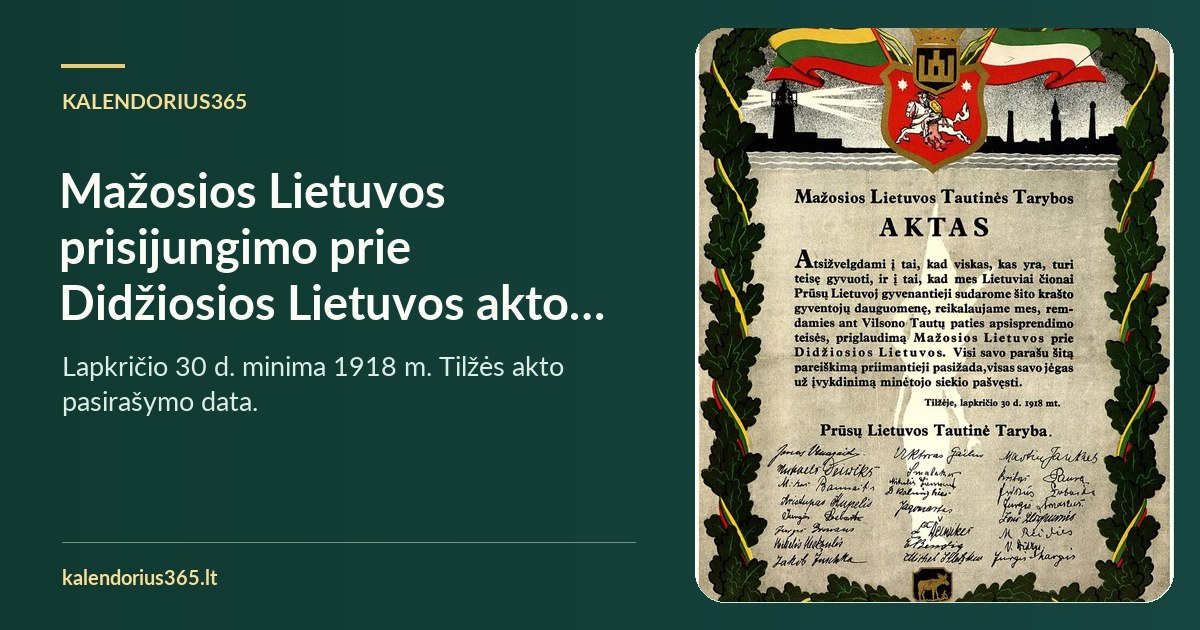 KALENDORIUS365
Mažosios Lietuvos
prisijungimo prie
Didžiosios Lietuvos akto...
Lapkričio 30 d. minima 1918 m. Tilžės akto
pasirašymo data.
kalendorius365.lt
Mažosios Lietuvos Tautinės Tarybos
AKTAS
Atsižvelgdami į tai, kad viskas, kas yra, turi
teisę gyvuoti, ir į tai, kad mes Lietuviai čionai
Prūsų Lietuvoj gyvenantieji sudarome šito krašto
gyventojų dauguomenę, reikalaujame mes, rem-
damies ant Vilsono Tautų paties apsisprendimo
teisės, priglaudimą Mažosios Lietuvos prie
Didžiosios Lietuvos. Visi savo parašu šitą
pareiškimą priimantieji pasižada, visas savo jėgas
už įvykdinimą minėtojo siekio pašvęsti.
Tilžėje, lapkričio 30 d. 1918 mt.
Prūsų Lietuvos Tautinė Taryba.
Viktoras Gailius